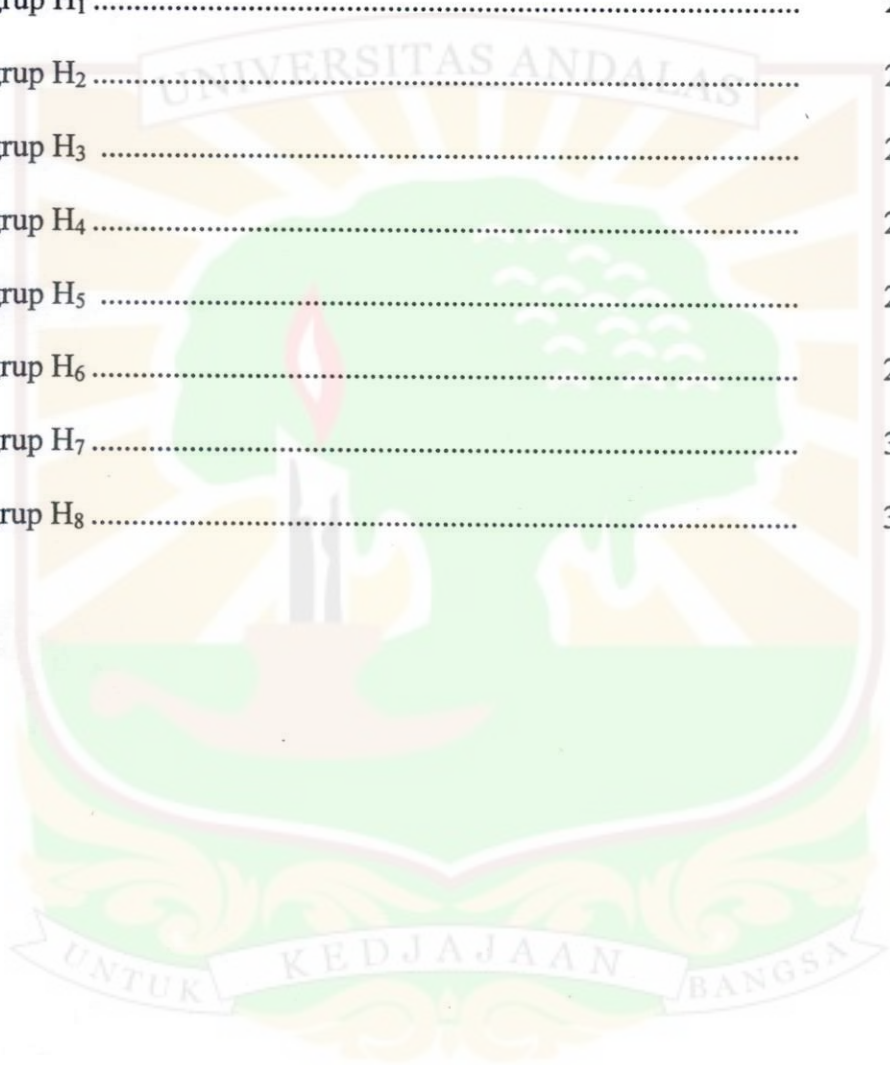 rup H₁ ........................................................................
rup H₂ ........................................................................ 2
rup H₃ ........................................................................ 2
rup H₄ ........................................................................ 2
rup H₅ ........................................................................ 2
rup H₆ ........................................................................ 2
rup H₇ ........................................................................ 3
rup H₈ ........................................................................ 3
UNIVERSITAS ANDALAS
UNTUK KEDJAJAAN BANGSA